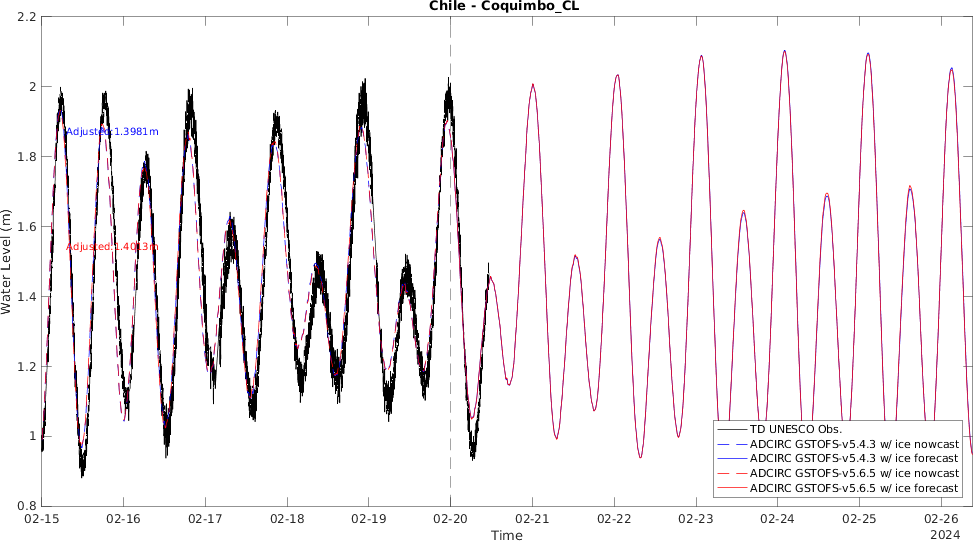 Chile - Coquimbo_CL
2.2
2
1.8
1.6
1.4
1.2
1
0.8
Water Level (m)
Adjusted:1.3981m
Adjusted:1.4013m
TD UNESCO Obs.
ADCIRC GSTOFS-v5.4.3 w/ ice nowcast
ADCIRC GSTOFS-v5.4.3 w/ ice forecast
ADCIRC GSTOFS-v5.6.5 w/ ice nowcast
ADCIRC GSTOFS-v5.6.5 w/ ice forecast
02-15 02-16 02-17 02-18 02-19 02-20 02-21 02-22 02-23 02-24 02-25 02-26
Time
2024